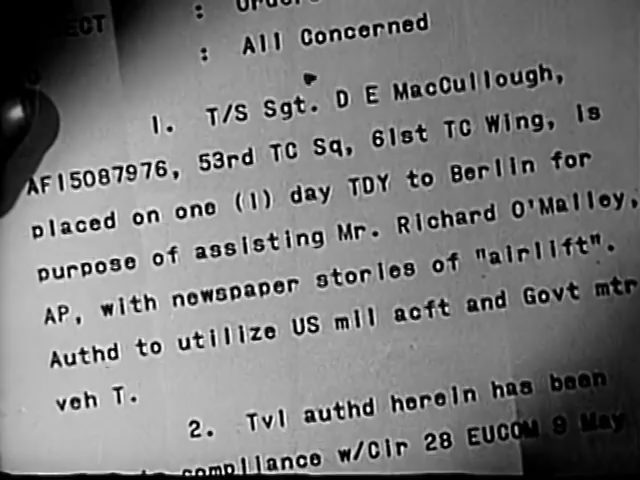 ECT : Orders
: All Concerned
1. T/S Sgt. D E MacCullough,
AF15087976, 53rd TC Sq, 61st TC Wing, is
placed on one (1) day TDY to Berlin for
purpose of assisting Mr. Richard O'Malley,
AP, with newspaper stories of "airlift".
Authd to utilize US mil acft and Govt mtr
veh T.
2. Tvl authd herein has been
compliance w/Cir 28 EUCOM 9 May